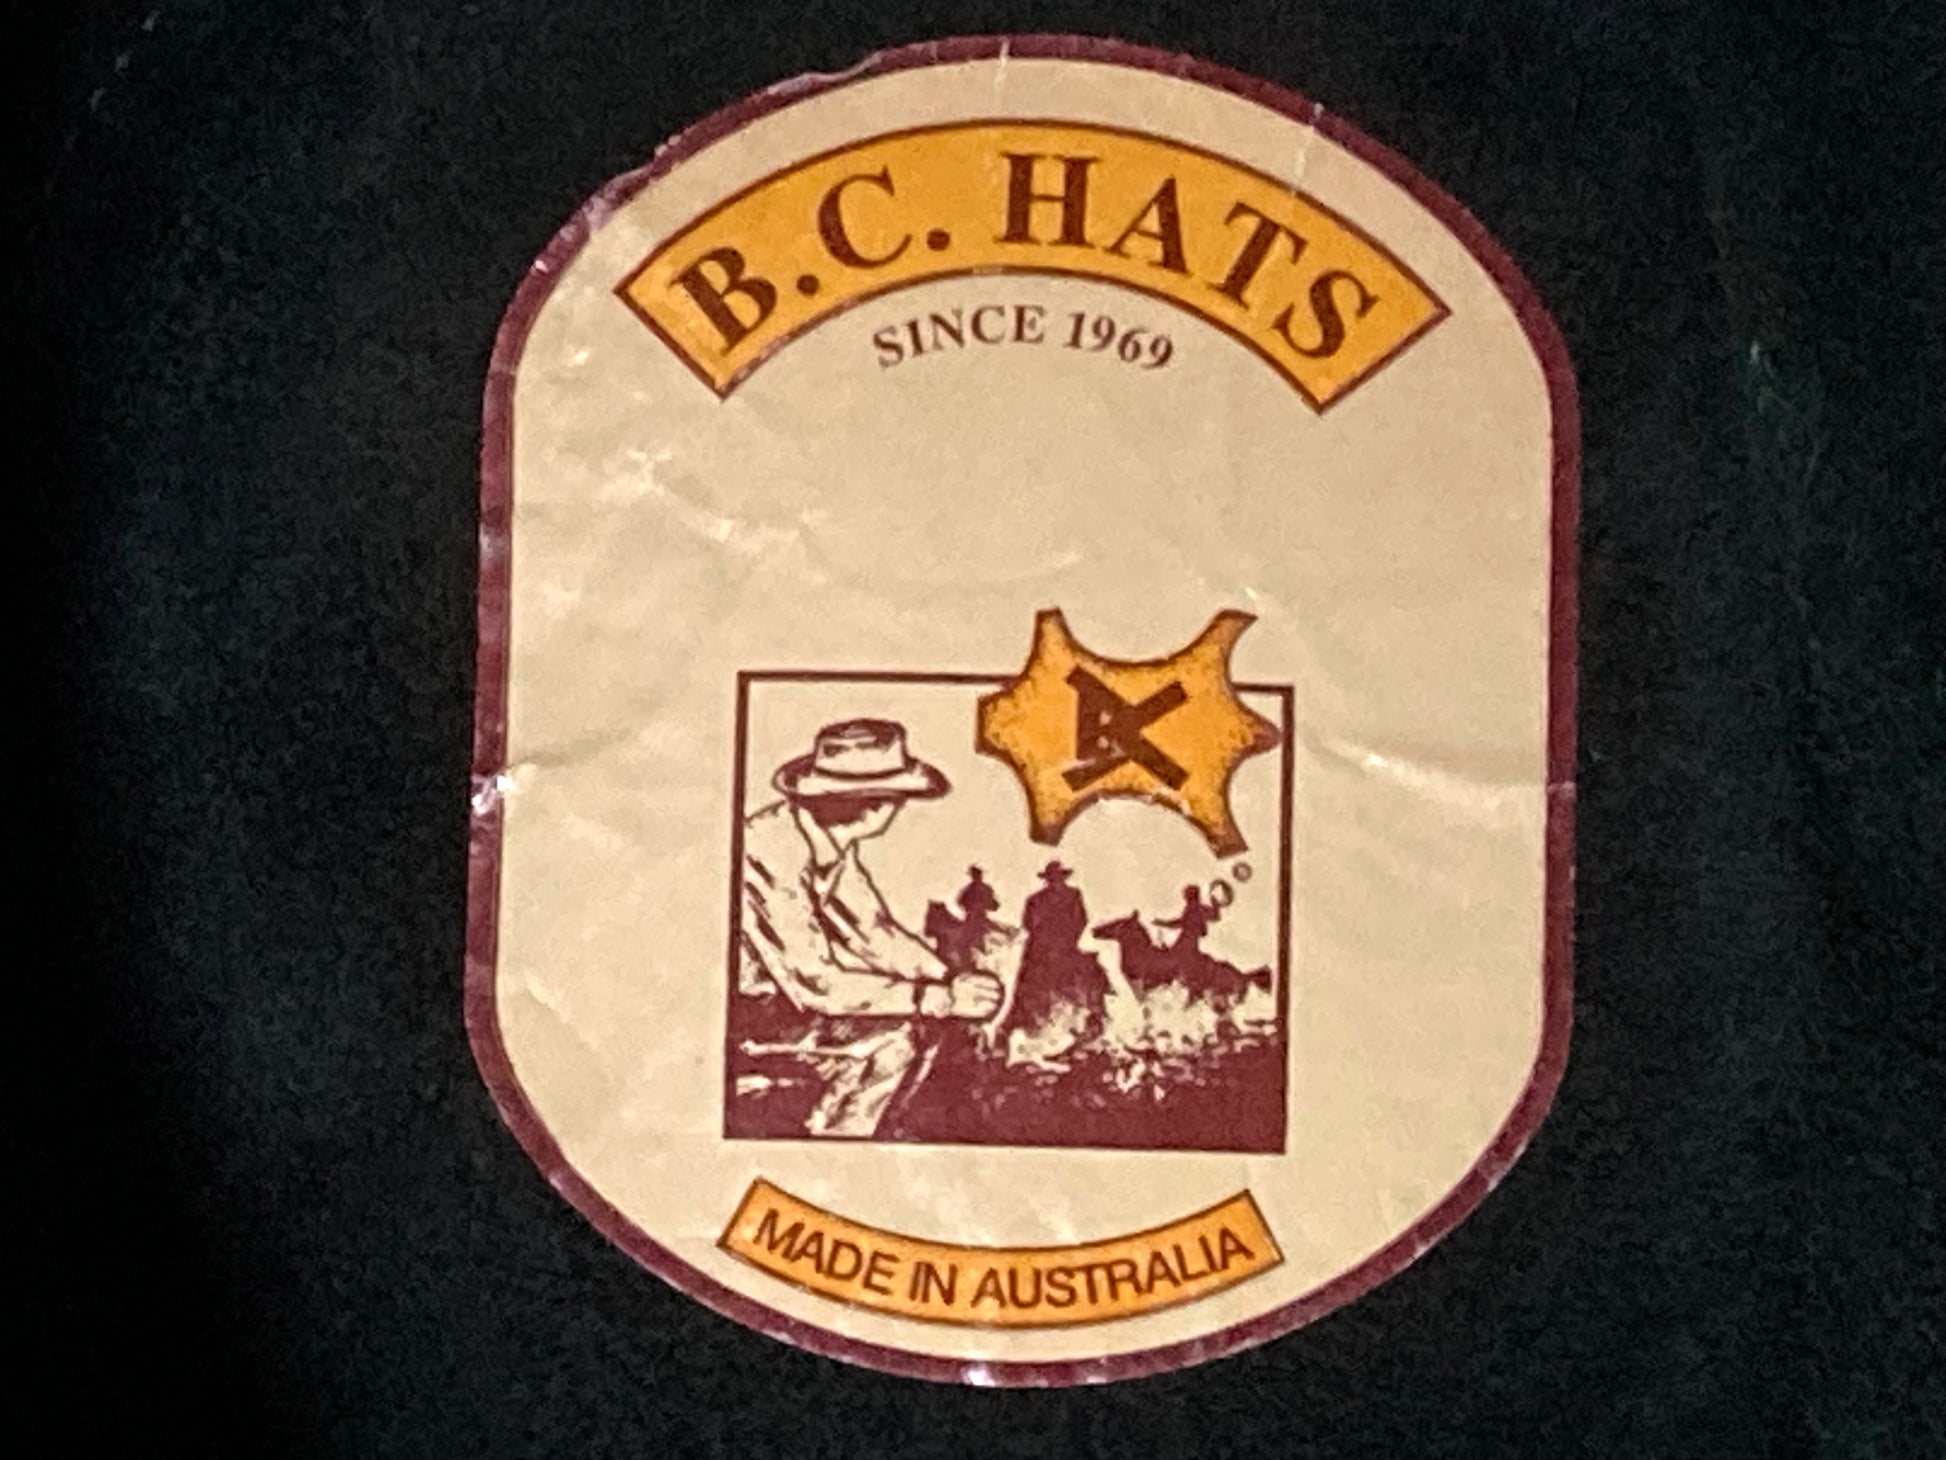 B.C. HATS
SINCE 1969
MADE IN AUSTRALIA